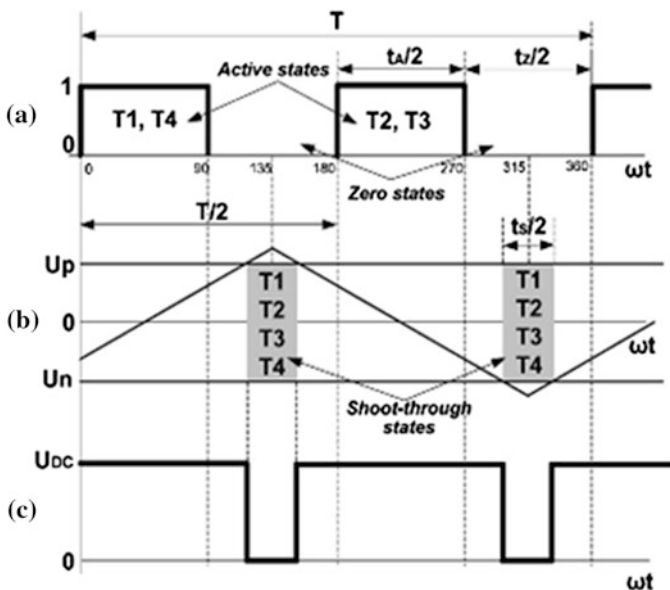 T
tA/2
tZ/2
Active states
(a)
1
T1, T4
T2, T3
0
0
90
135
180
270
315
360
ωt
Zero states
T/2
tS/2
Up
(b)
T1
T2
T3
T4
T1
T2
T3
T4
0
ωt
Un
Shoot-through
states
UDC
(c)
0
ωt